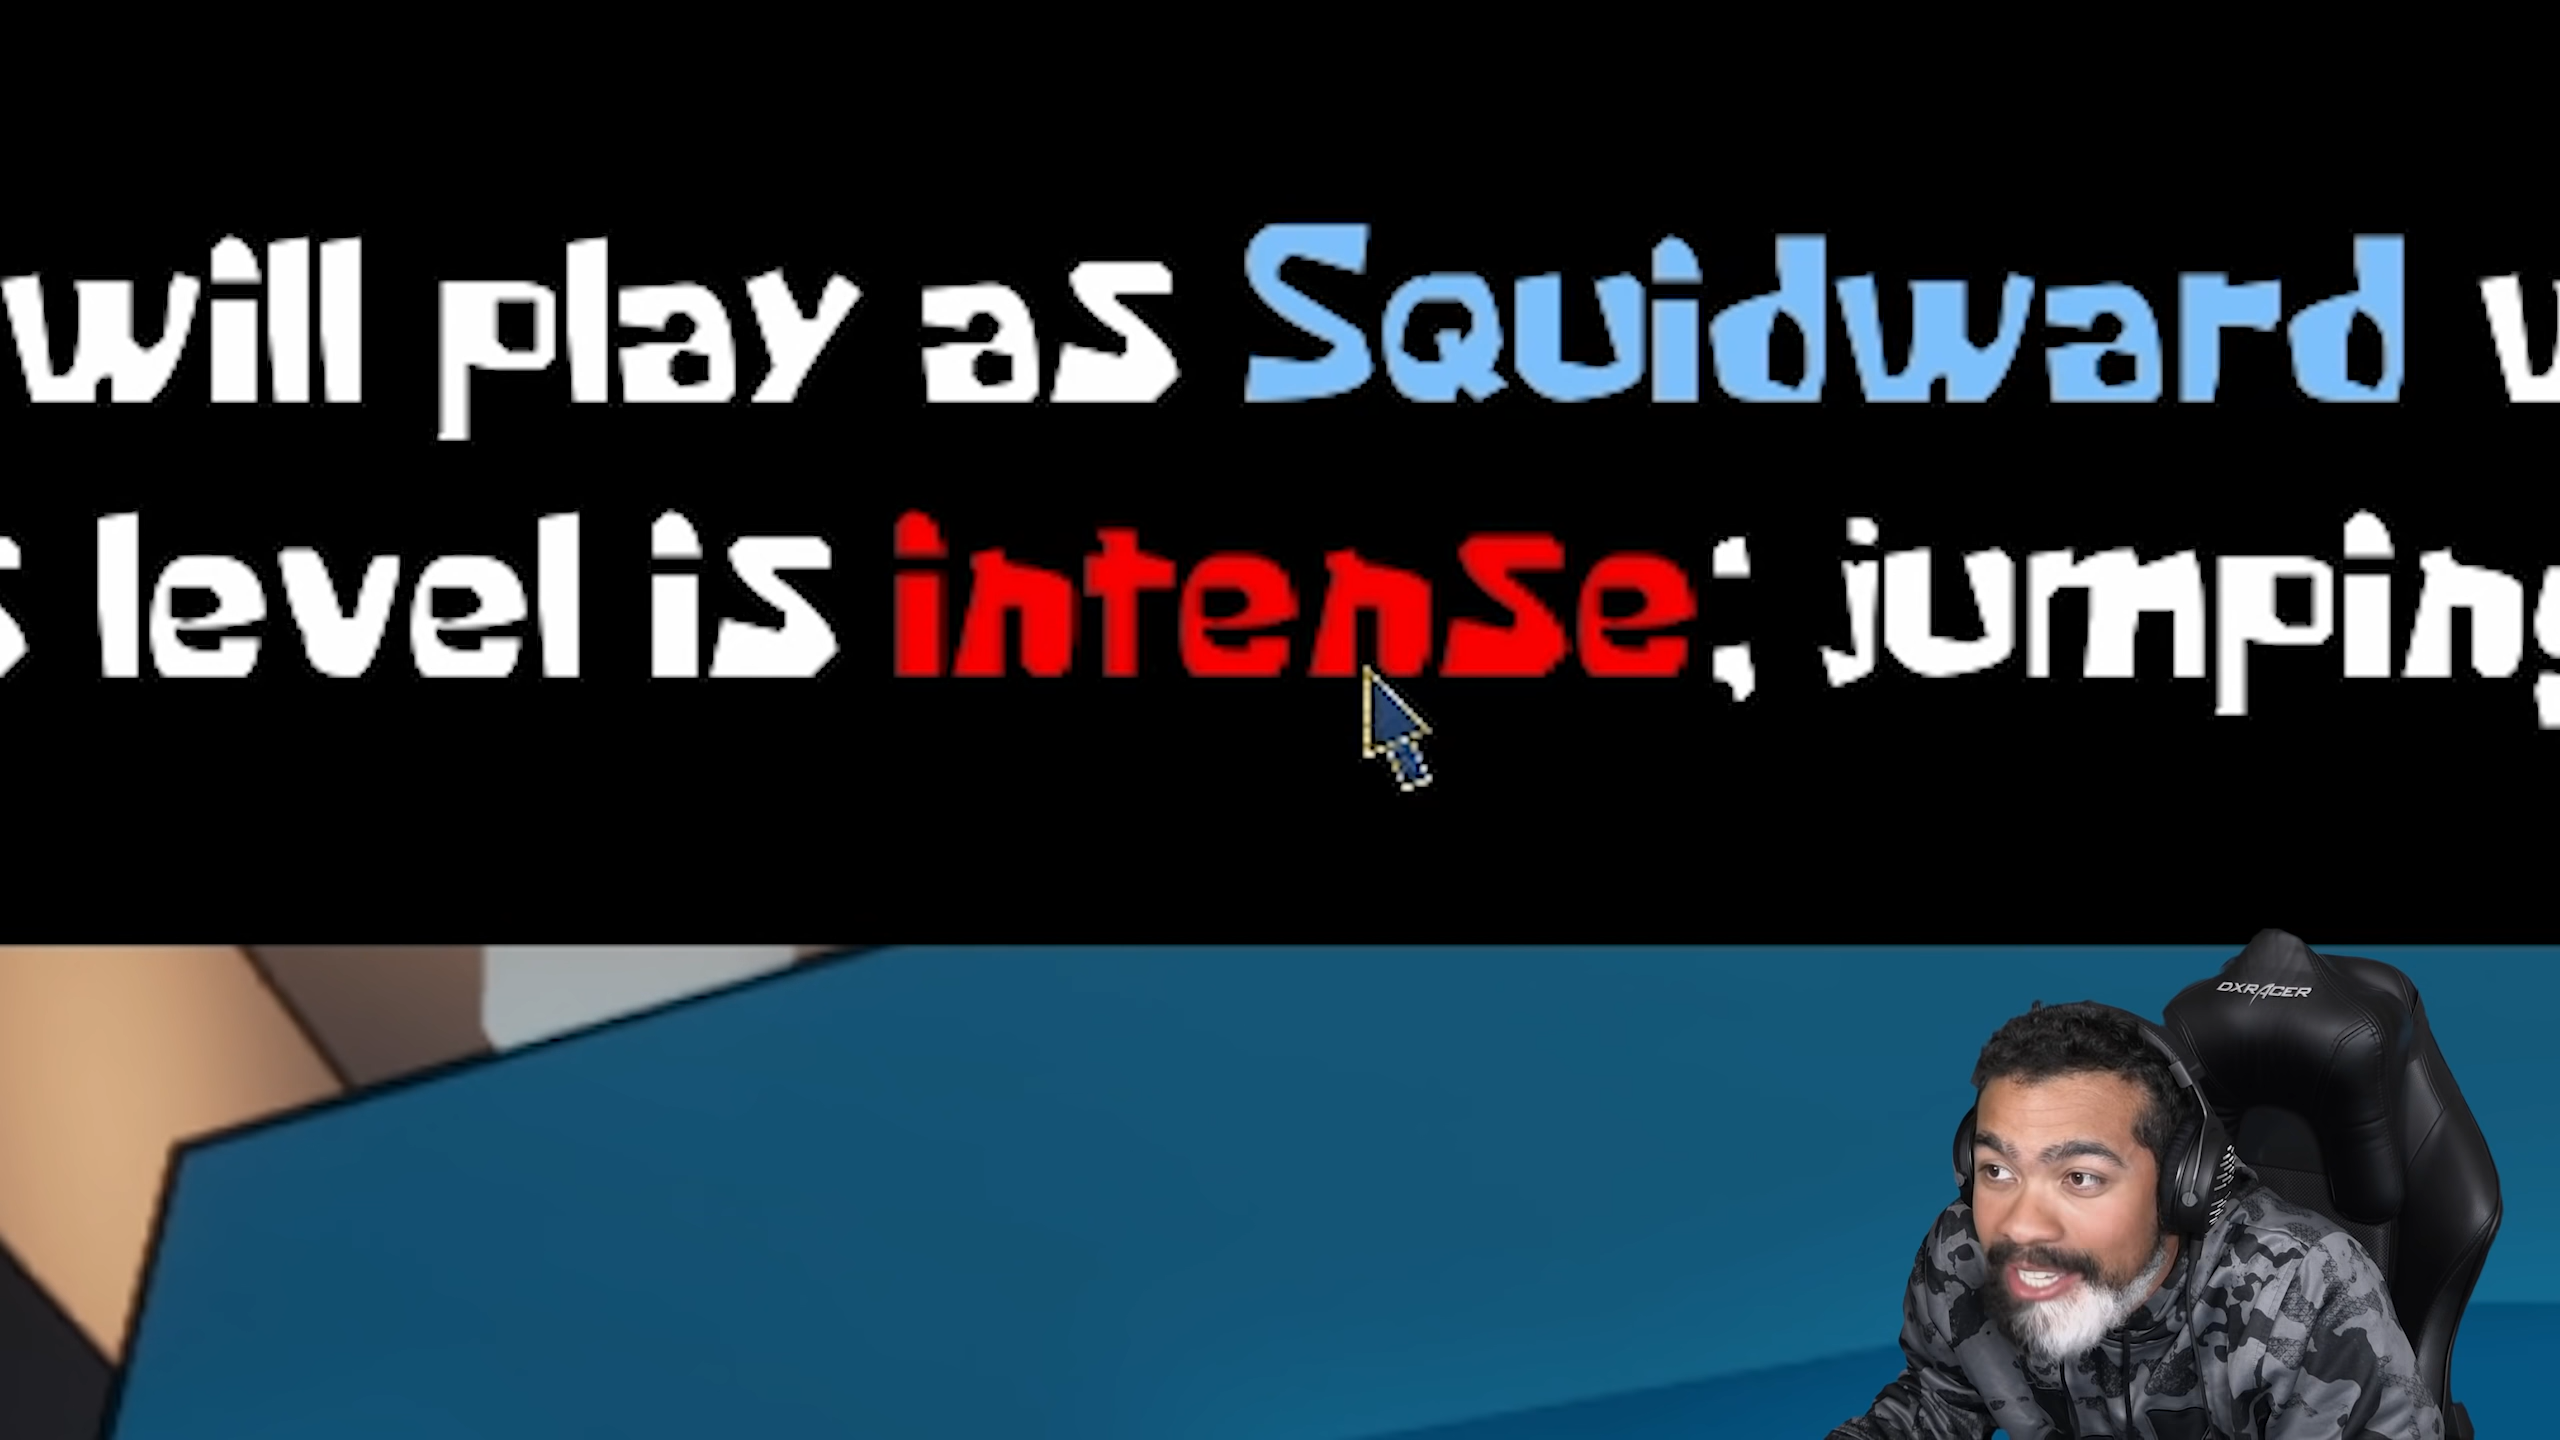 will play as Squidward
level is intense; jumping
DXRACER